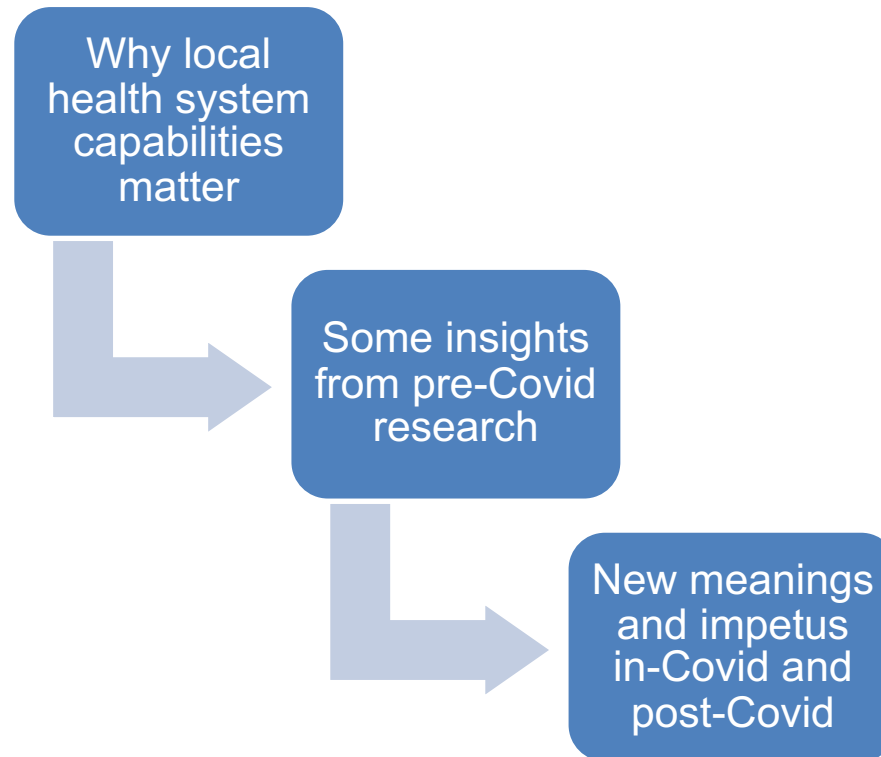 Why local
health system
capabilities
matter
Some insights
from pre-Covid
research
New meanings
and impetus
in-Covid and
post-Covid